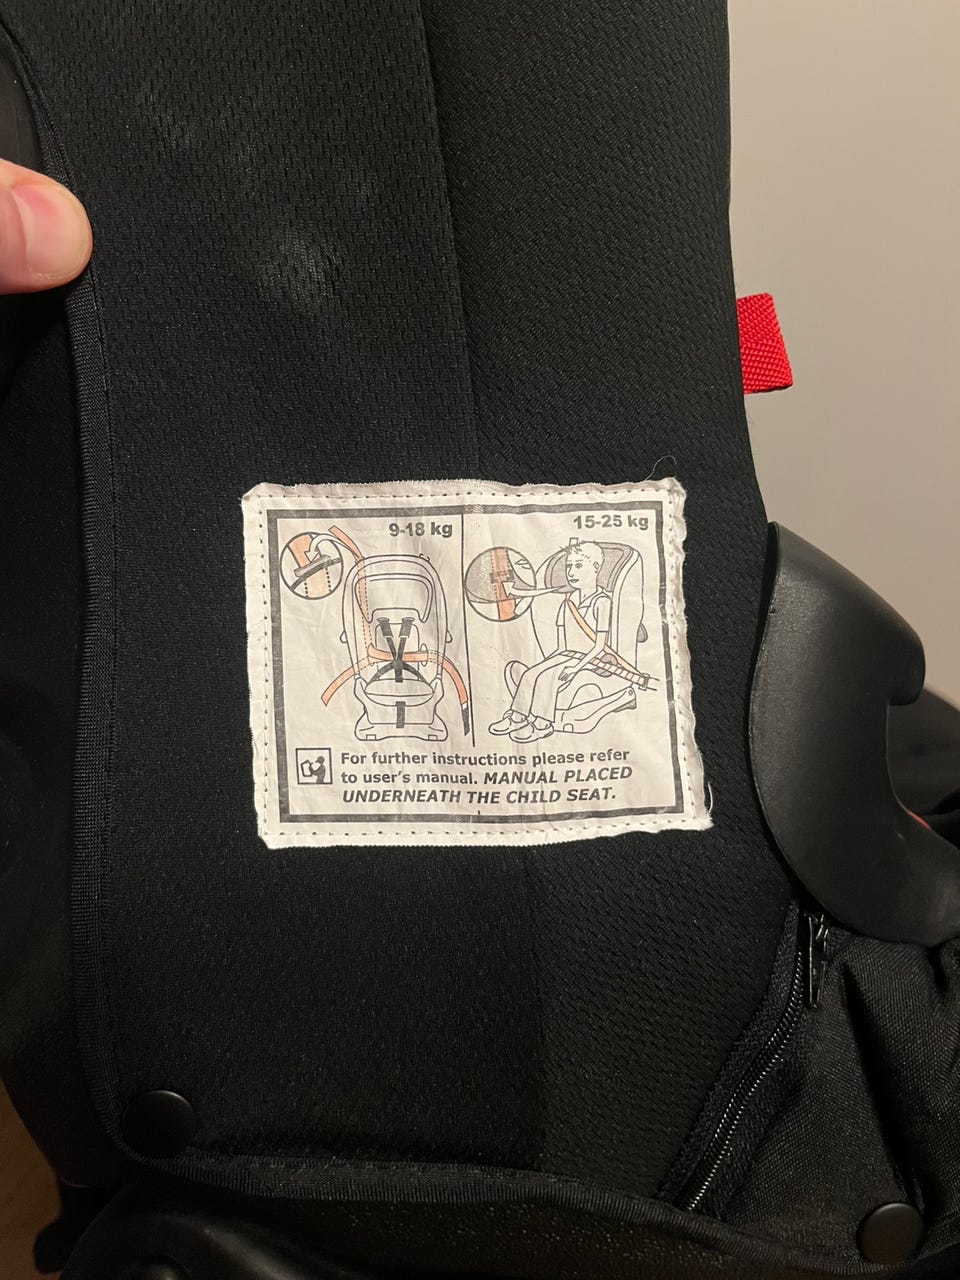 9-18 kg
15-25 kg
For further instructions please refer
to user's manual. MANUAL PLACED
UNDERNEATH THE CHILD SEAT.